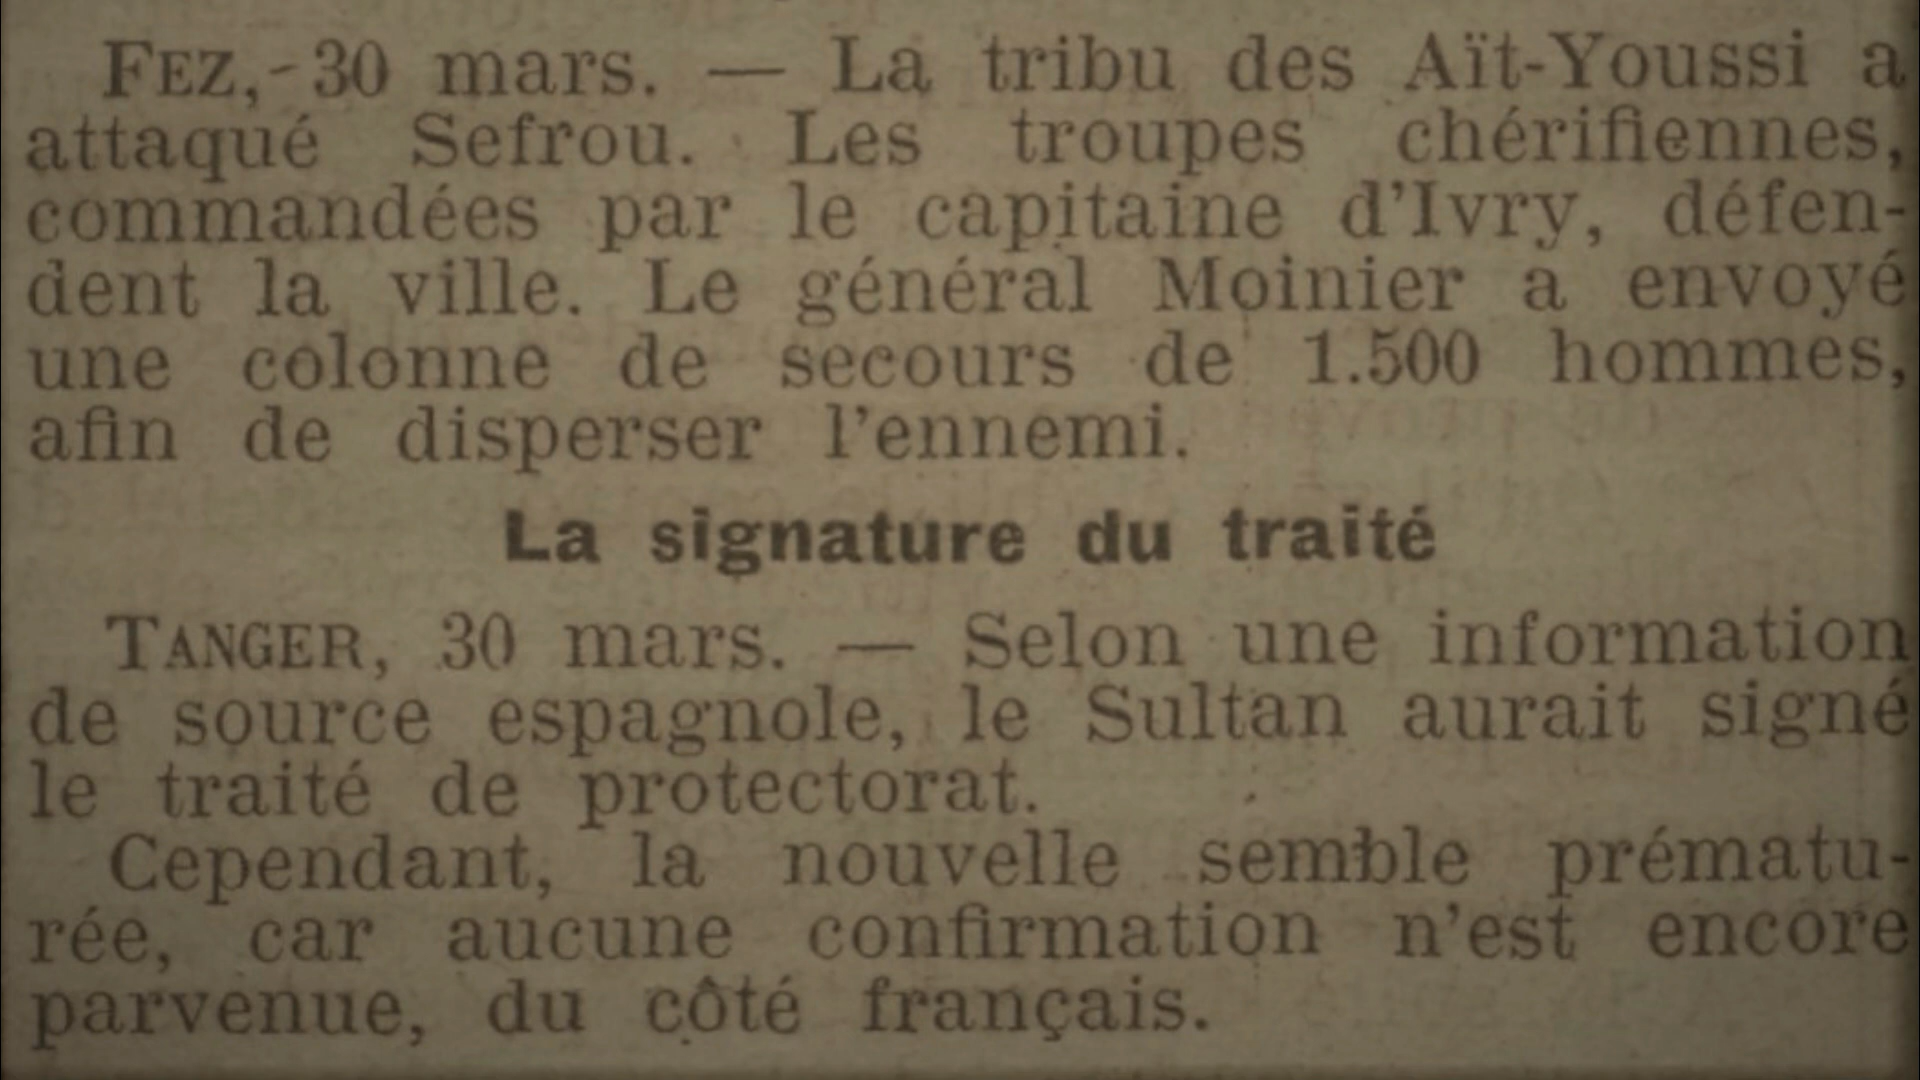 FEZ, - 30 mars. — La tribu des Aït-Youssi a
attaqué Sefrou. Les troupes chérifiennes,
commandées par le capitaine d'Ivry, défen-
dent la ville. Le général Moinier a envoyé
une colonne de secours de 1.500 hommes,
afin de disperser l'ennemi.
La signature du traité
TANGER, 30 mars. — Selon une information
de source espagnole, le Sultan aurait signé
le traité de protectorat.
Cependant, la nouvelle semble prématu-
rée, car aucune confirmation n'est encore
parvenue, du côté français.